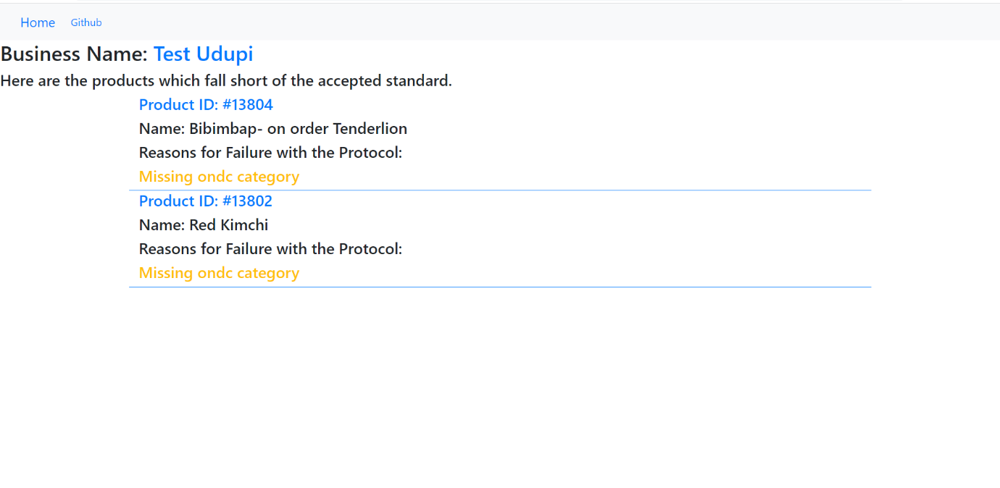 Home Github
Business Name: Test Udupi
Here are the products which fall short of the accepted standard.
Product ID: #13804
Name: Bibimbap- on order Tenderlion
Reasons for Failure with the Protocol:
Missing ondc category
Product ID: #13802
Name: Red Kimchi
Reasons for Failure with the Protocol:
Missing ondc category